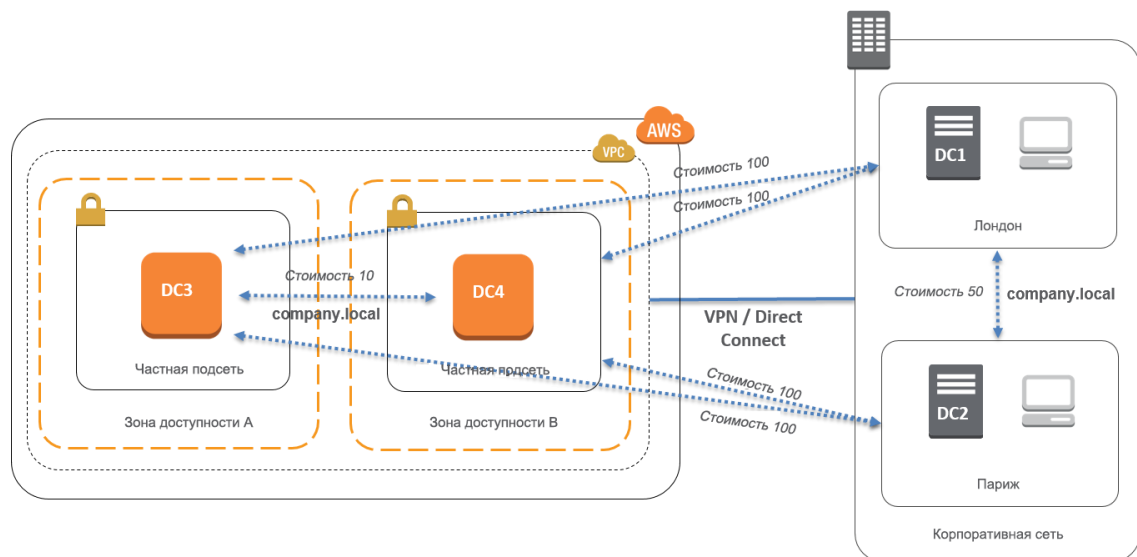 AWS
VPC
DC3
Частная подсеть
Зона доступности А
Стоимость 10
company.local
DC4
Частная подсеть
Зона доступности B
Стоимость 100
Стоимость 100
VPN / Direct
Connect
Стоимость 100
Стоимость 100
DC1
Лондон
Стоимость 50
company.local
DC2
Париж
Корпоративная сеть